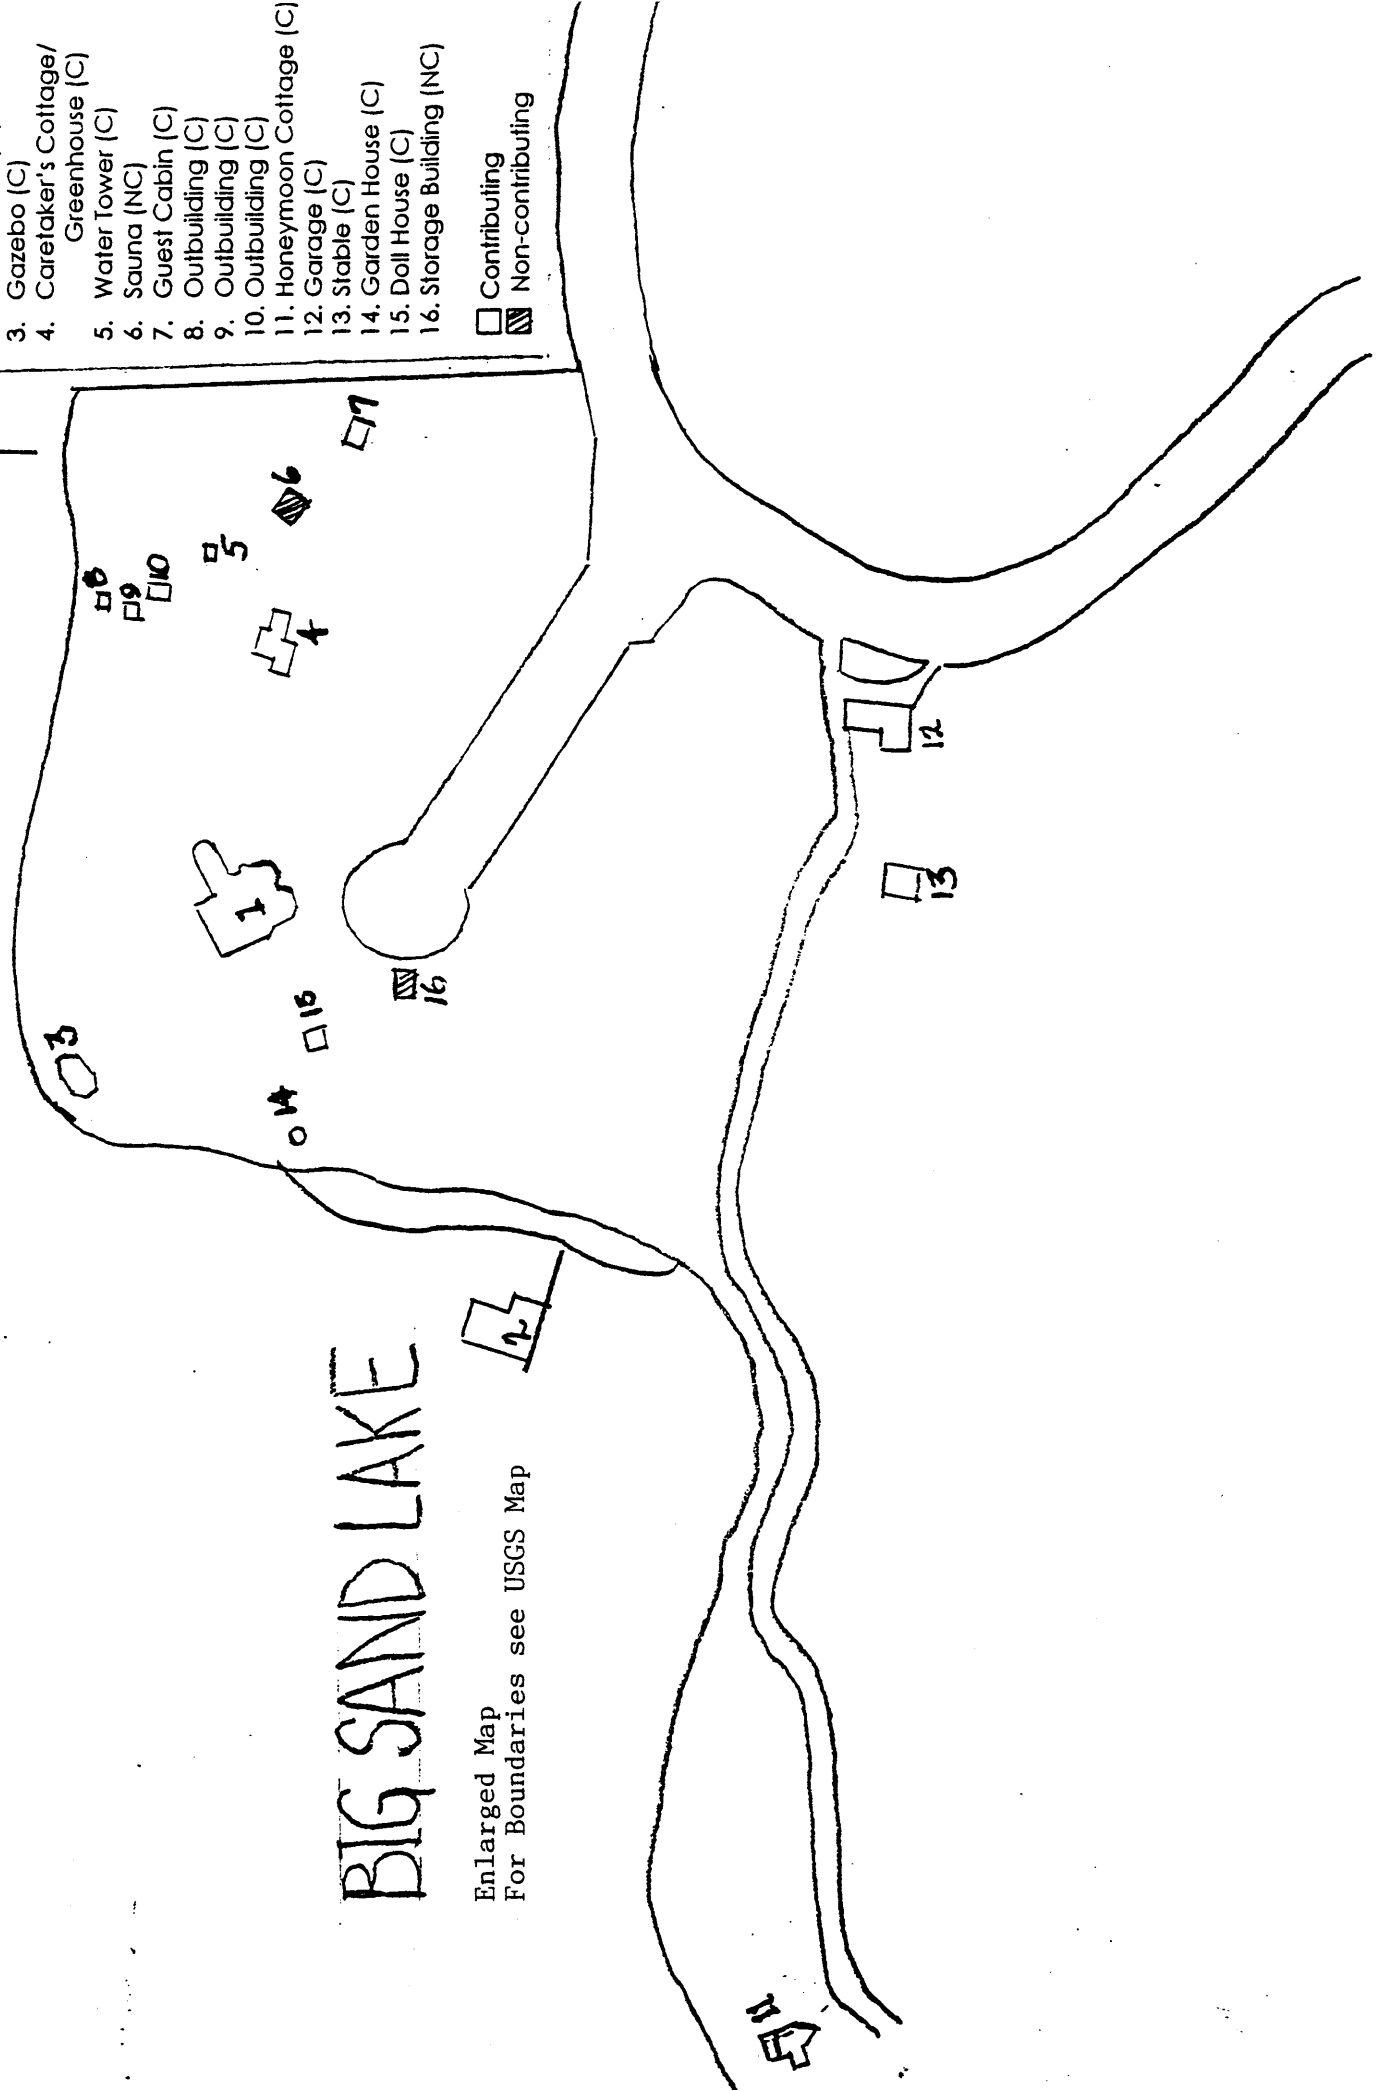 3. Gazebo (C)
4. Caretaker's Cottage/
Greenhouse (C)
5. Water Tower (C)
6. Sauna (NC)
7. Guest Cabin (C)
8. Outbuilding (C)
9. Outbuilding (C)
10. Outbuilding (C)
11. Honeymoon Cottage (C)
12. Garage (C)
13. Stable (C)
14. Garden House (C)
15. Doll House (C)
16. Storage Building (NC)
Contributing
Non-contributing
8
9
10
5
6
7
4
1
3
15
16
14
2
12
13
11
BIG SAND LAKE
Enlarged Map
For Boundaries see USGS Map